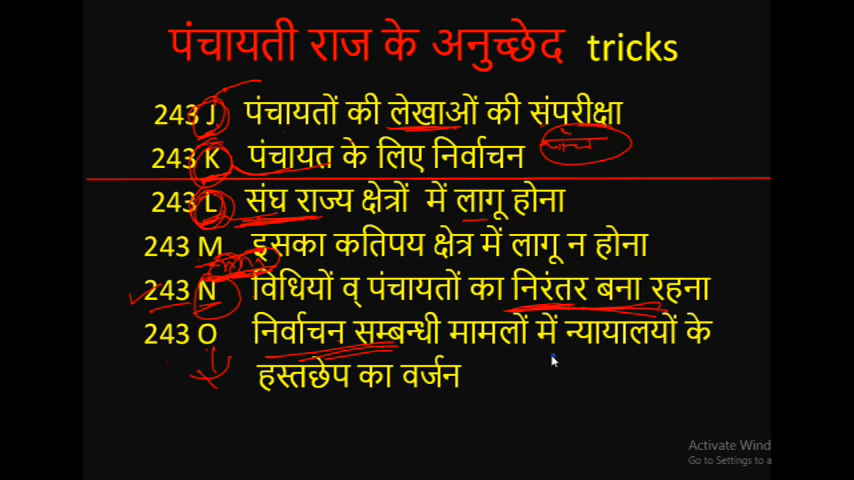 पंचायती राज के अनुच्छेद tricks
243 J पंचायतों की लेखाओं की संपरीक्षा
243 K पंचायत के लिए निर्वाचन
243 L संघ राज्य क्षेत्रों में लागू होना
243 M इसका कतिपय क्षेत्र में लागू न होना
243 N विधियों व् पंचायतों का निरंतर बना रहना
243 O निर्वाचन सम्बन्धी मामलों में न्यायालयों के
हस्तछेप का वर्जन
Activate Wind
Go to Settings to a